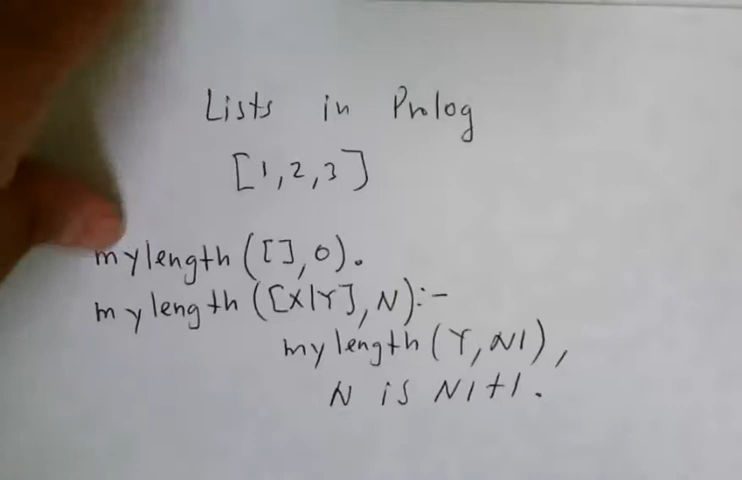 Lists in Prolog
[1,2,3]
mylength([],0).
mylength([X|Y],N):-
mylength(Y,N1),
N is N1+1.